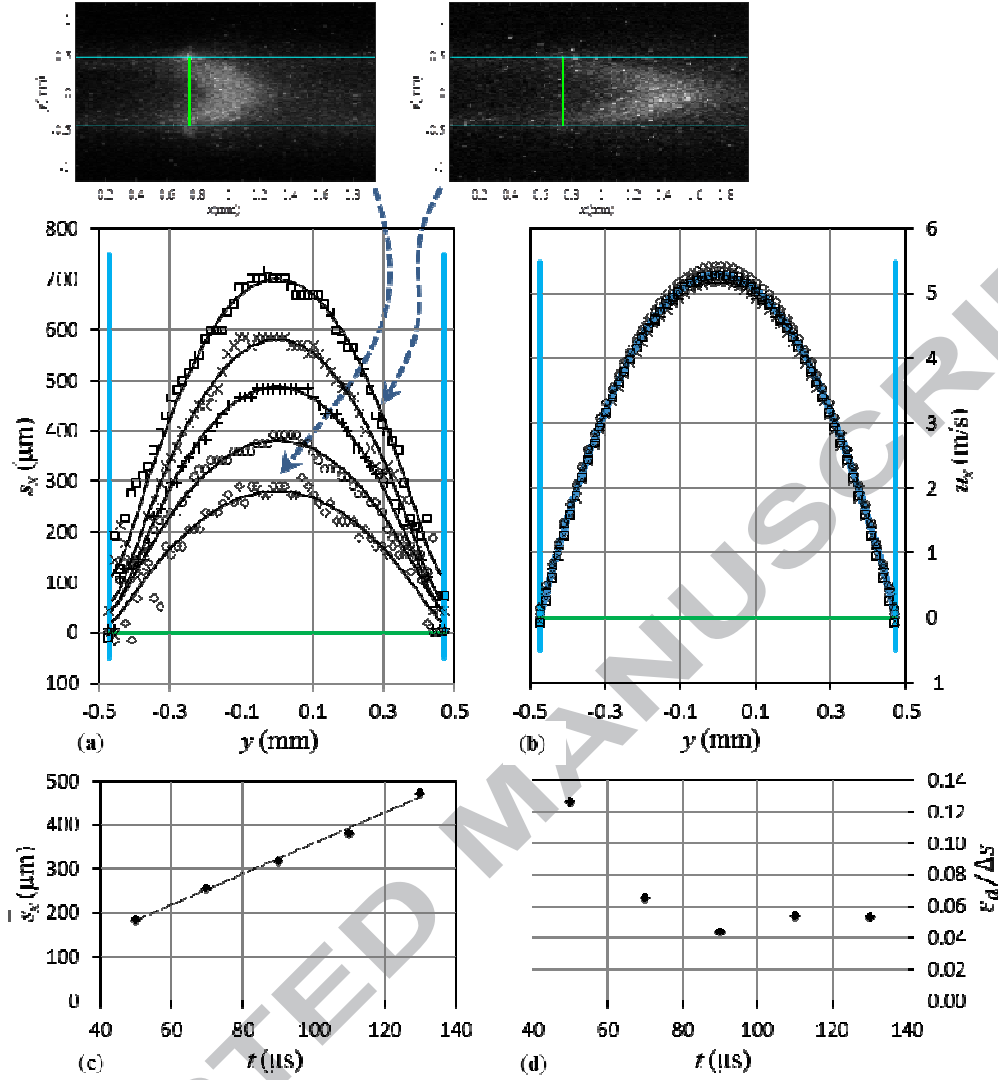 0.2 0.4 0.6 0.8 1 1.2 1.4 1.6 1.8
x(mm)
0.2 0.4 0.6 0.8 1 1.2 1.4 1.6 1.8
x(mm)
800
700
600
500
400
300
200
100
0
100
sₓ (µm)
-0.5 -0.3 -0.1 0.1 0.3 0.5
(a) y (mm)
6
5
4
3
2
1
0
1
uₓ (m/s)
-0.5 -0.3 -0.1 0.1 0.3 0.5
(b) y (mm)
500
400
300
200
100
0
s̄ₓ (µm)
40 60 80 100 120 140
(c) t (µs)
0.14
0.12
0.10
0.08
0.06
0.04
0.02
0.00
ε_d/Δs
40 60 80 100 120 140
(d) t (µs)
TED MANUSCRI